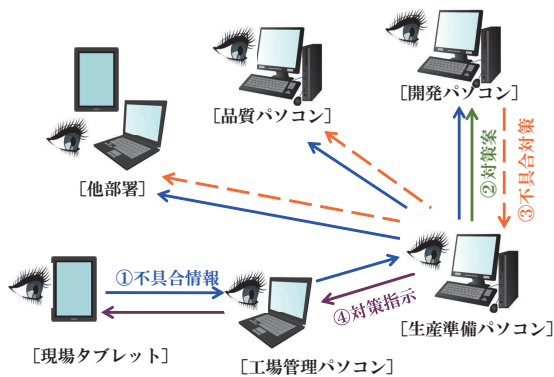 [開発パソコン]
[品質パソコン]
②対策案
③不具合対策
[他部署]
①不具合情報
④対策指示
[生産準備パソコン]
[現場タブレット]
[工場管理パソコン]